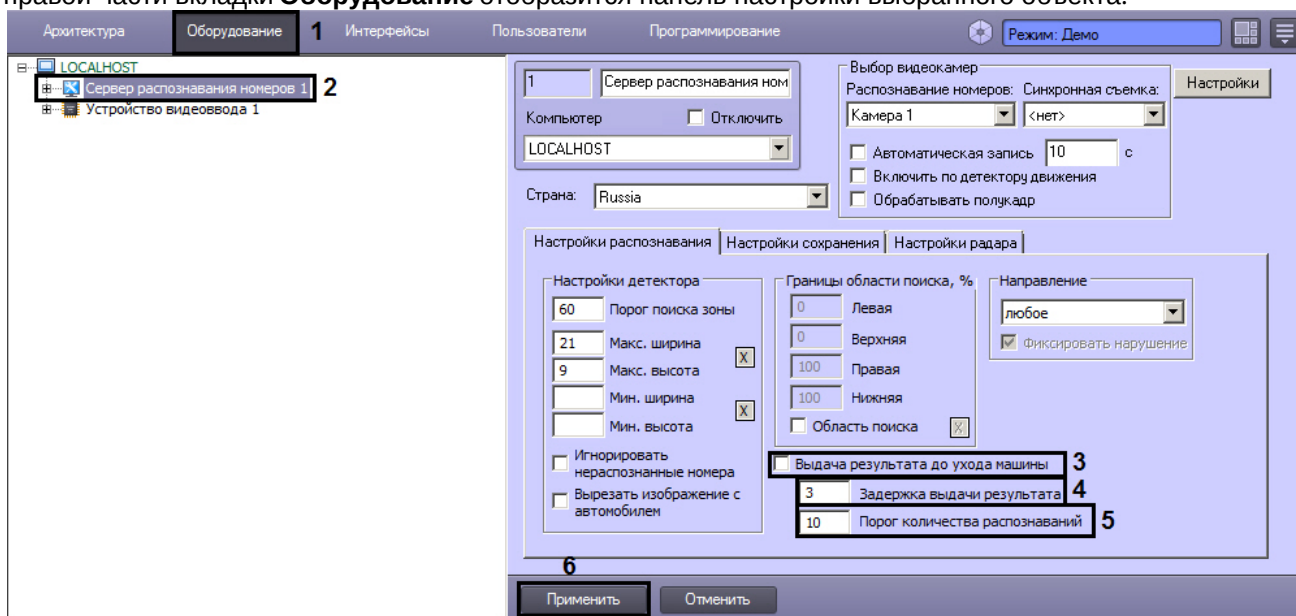 правой части вкладки Оборудование отобразится панель настройки выбранного объекта.
Архитектура Оборудование 1 Интерфейсы Пользователи Программирование Режим: Демо
LOCALHOST
Сервер распознавания номеров 1 2
Устройство видеоввода 1
1 Сервер распознавания ном
Компьютер Отключить
LOCALHOST
Страна: Russia
Выбор видеокамер
Распознавание номеров: Синхронная съемка:
Камера 1 <нет>
Автоматическая запись 10 с
Включить по детектору движения
Обрабатывать полукадр
Настройки
Настройки распознавания Настройки сохранения Настройки радара
Настройки детектора
60 Порог поиска зоны
21 Макс. ширина
9 Макс. высота
X
Мин. ширина
Мин. высота
X
Игнорировать
нераспознанные номера
Вырезать изображение с
автомобилем
Границы области поиска, %
0 Левая
0 Верхняя
100 Правая
100 Нижняя
Область поиска X
Направление
любое
Фиксировать нарушение
Выдача результата до ухода машины 3
3 Задержка выдачи результата 4
10 Порог количества распознаваний 5
6
Применить Отменить